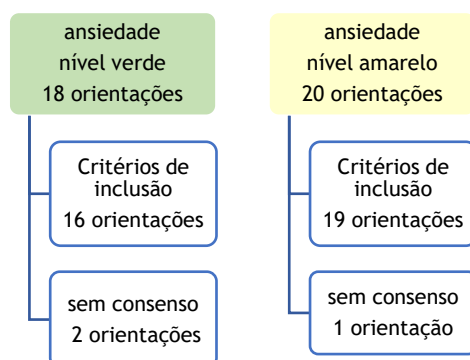 ansiedade
nível verde
18 orientações
Critérios de
inclusão
16 orientações
sem consenso
2 orientações
ansiedade
nível amarelo
20 orientações
Critérios de
inclusão
19 orientações
sem consenso
1 orientação